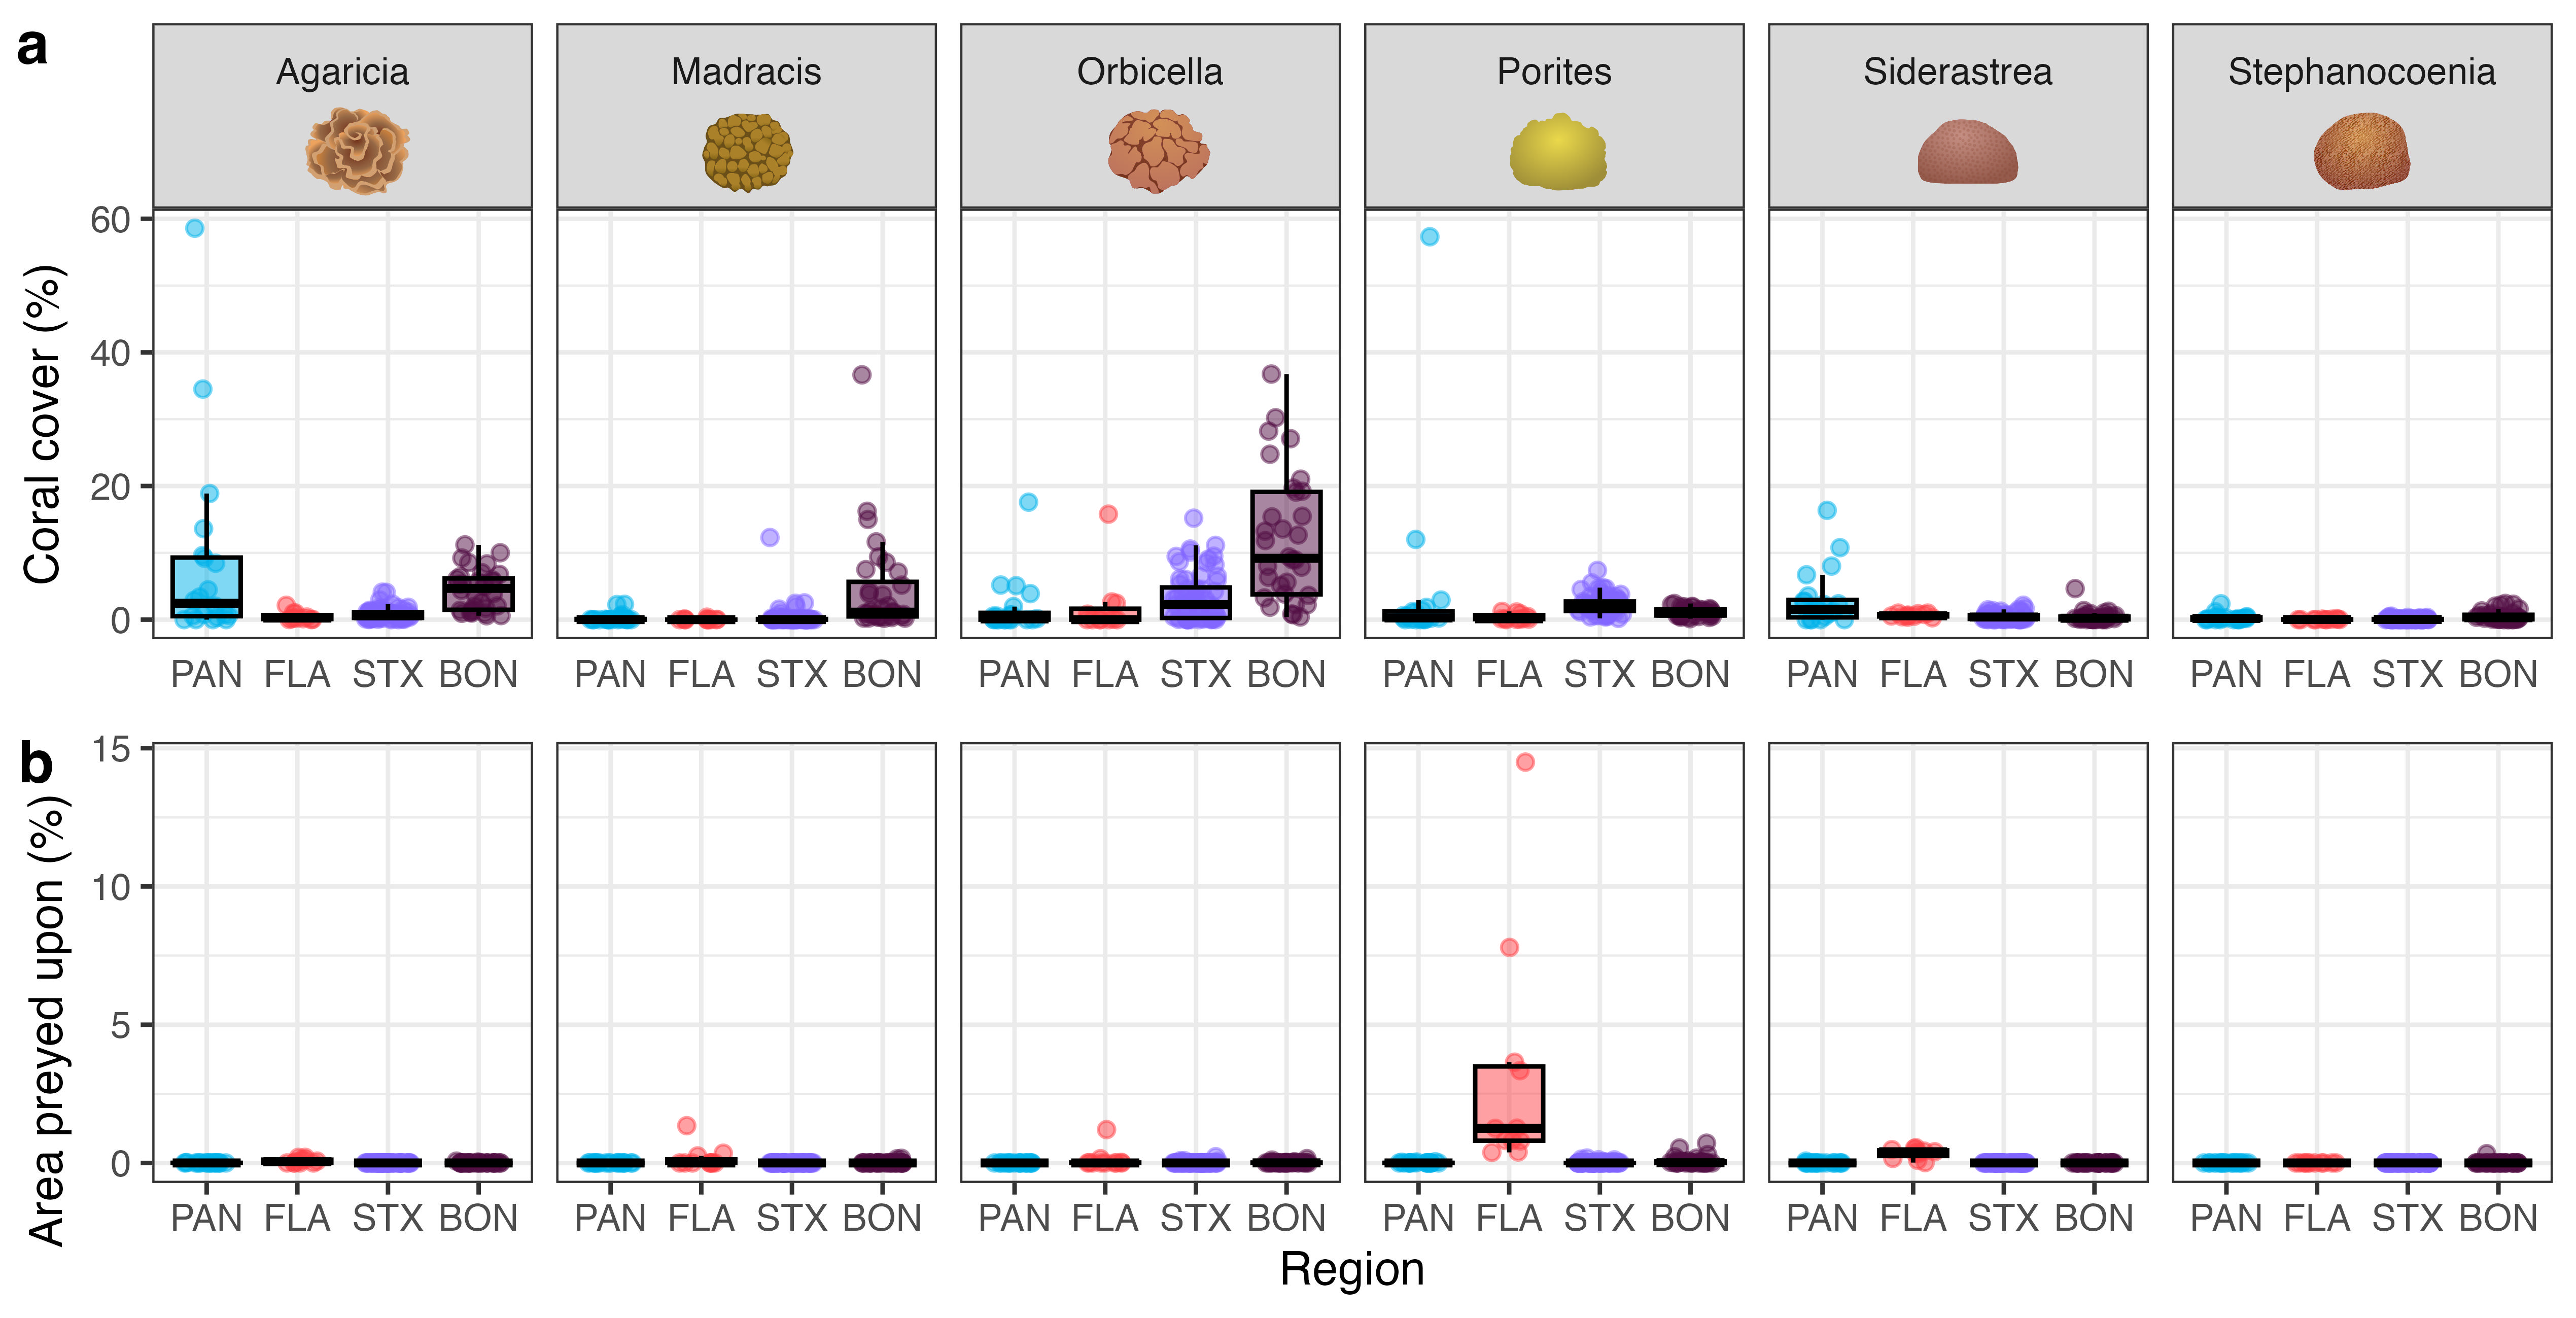 a
Agaricia Madracis Orbicella Porites Siderastrea Stephanocoenia
Coral cover (%)
60
40
20
0
PAN FLA STX BON PAN FLA STX BON PAN FLA STX BON PAN FLA STX BON PAN FLA STX BON PAN FLA STX BON
b
Area preyed upon (%)
15
10
5
0
PAN FLA STX BON PAN FLA STX BON PAN FLA STX BON PAN FLA STX BON PAN FLA STX BON PAN FLA STX BON
Region